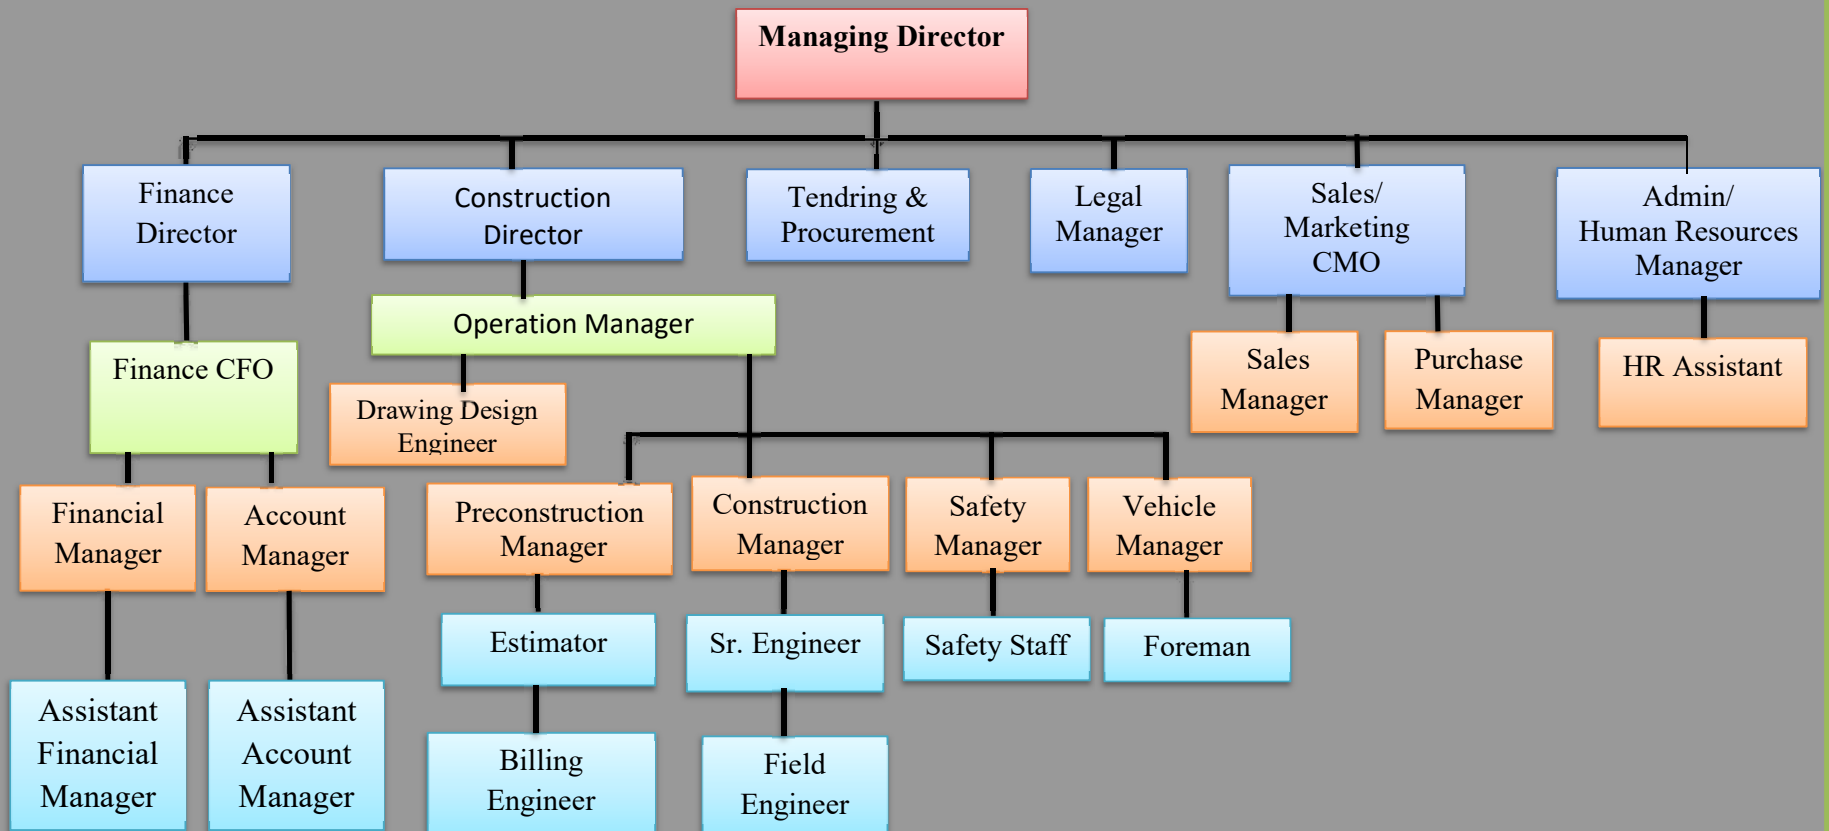 Managing Director
Finance
Director
Construction
Director
Tendring &
Procurement
Legal
Manager
Sales/
Marketing
CMO
Admin/
Human Resources
Manager
Operation Manager
Finance CFO
Drawing Design
Engineer
Sales
Manager
Purchase
Manager
HR Assistant
Financial
Manager
Account
Manager
Preconstruction
Manager
Construction
Manager
Safety
Manager
Vehicle
Manager
Estimator
Sr. Engineer
Safety Staff
Foreman
Assistant
Financial
Manager
Assistant
Account
Manager
Billing
Engineer
Field
Engineer